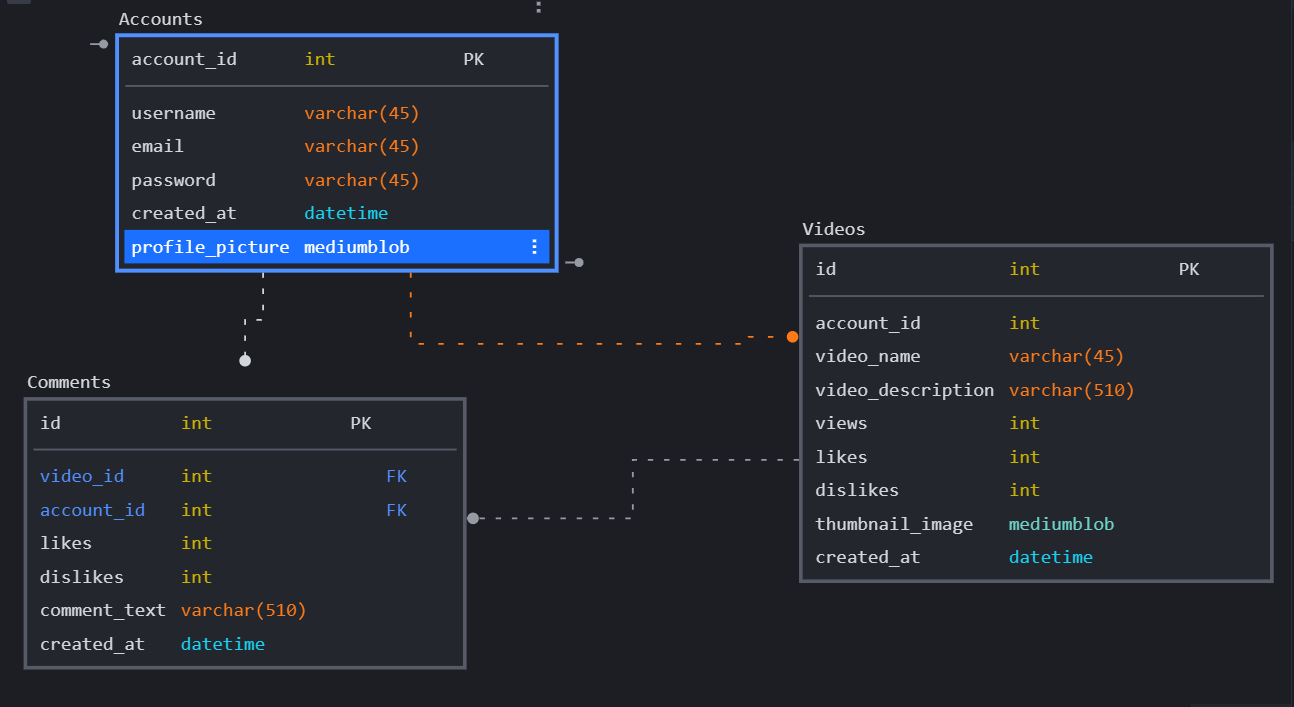 Accounts
account_id int PK
username varchar(45)
email varchar(45)
password varchar(45)
created_at datetime
profile_picture mediumblob
Videos
id int PK
account_id int
video_name varchar(45)
video_description varchar(510)
views int
likes int
dislikes int
thumbnail_image mediumblob
created_at datetime
Comments
id int PK
video_id int FK
account_id int FK
likes int
dislikes int
comment_text varchar(510)
created_at datetime